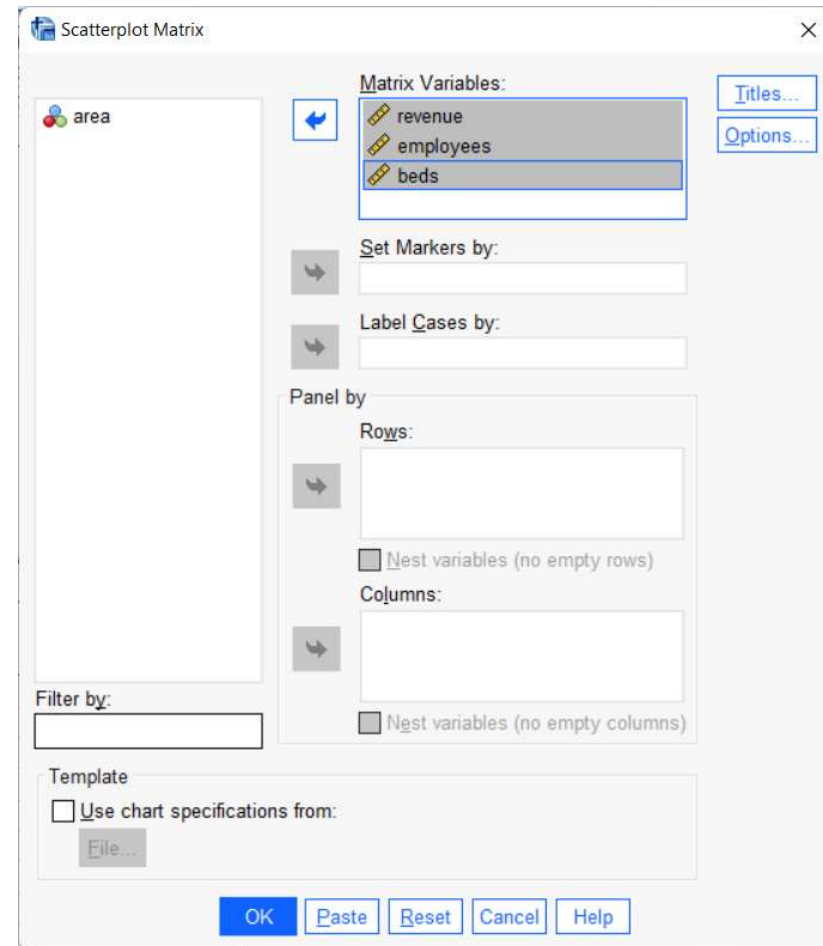 Scatterplot Matrix
area
Matrix Variables:
revenue
employees
beds
Titles...
Options...
Set Markers by:
Label Cases by:
Panel by
Rows:
Nest variables (no empty rows)
Columns:
Nest variables (no empty columns)
Filter by:
Template
Use chart specifications from:
File...
OK Paste Reset Cancel Help